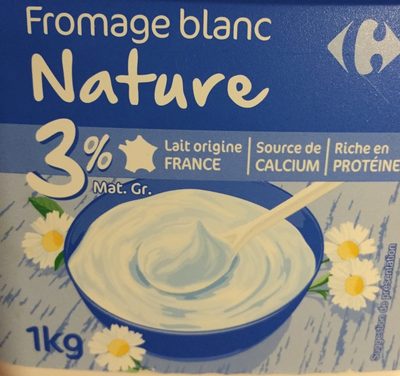 Fromage blanc
Nature
3%
Mat. Gr.
Lait origine
FRANCE
Source de
CALCIUM
Riche en
PROTÉINE
1kg
Suggestion de présentation